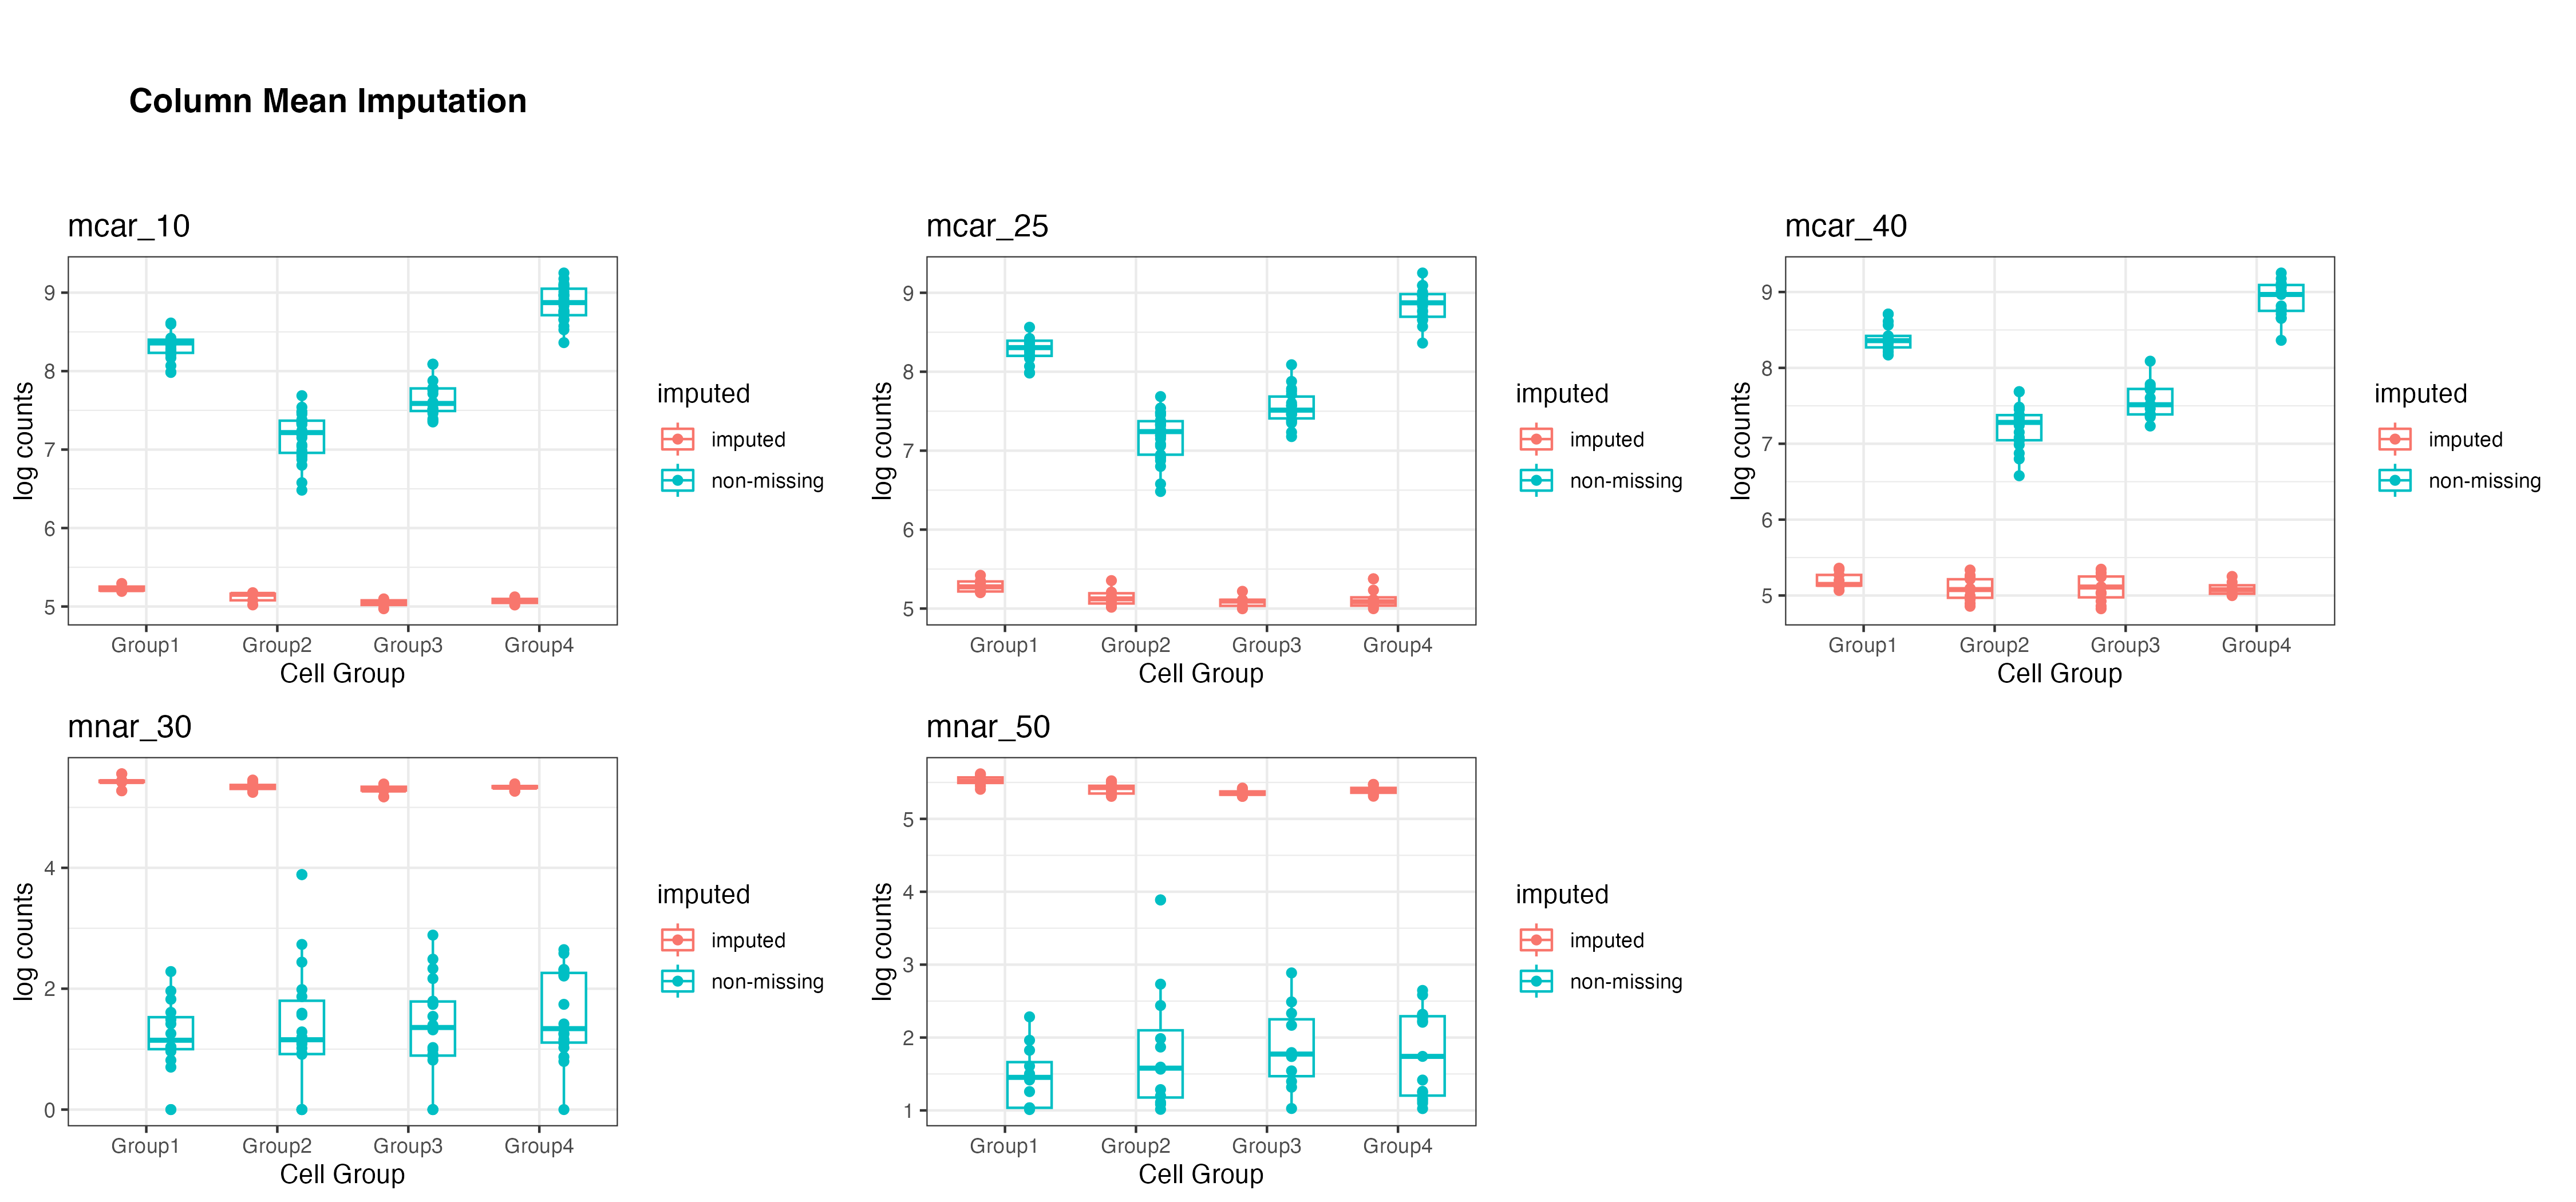 Column Mean Imputation
mcar_10
log counts
9
8
7
6
5
Group1 Group2 Group3 Group4
Cell Group
imputed
imputed
non-missing
mcar_25
log counts
9
8
7
6
5
Group1 Group2 Group3 Group4
Cell Group
imputed
imputed
non-missing
mcar_40
log counts
9
8
7
6
5
Group1 Group2 Group3 Group4
Cell Group
imputed
imputed
non-missing
mnar_30
log counts
4
2
0
Group1 Group2 Group3 Group4
Cell Group
imputed
imputed
non-missing
mnar_50
log counts
5
4
3
2
1
Group1 Group2 Group3 Group4
Cell Group
imputed
imputed
non-missing